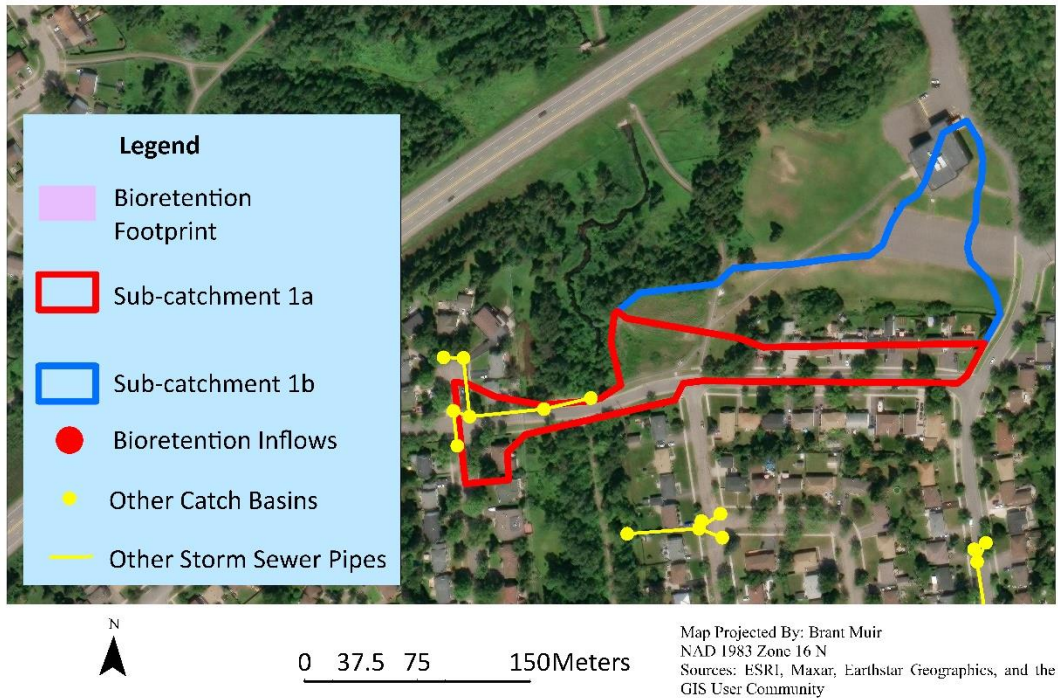 Legend
Bioretention
Footprint
Sub-catchment 1a
Sub-catchment 1b
Bioretention Inflows
Other Catch Basins
Other Storm Sewer Pipes
N
0 37.5 75 150Meters
Map Projected By: Brant Muir
NAD 1983 Zone 16 N
Sources: ESRI, Maxar, Earthstar Geographics, and the
GIS User Community